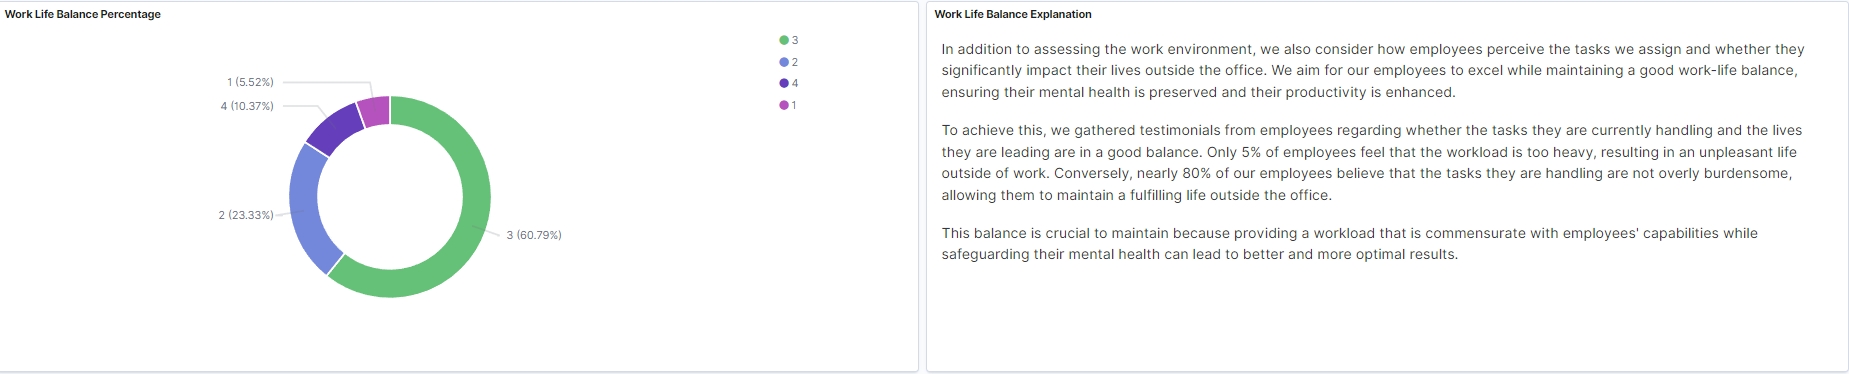 Work Life Balance Percentage
3
2
4
1
1 (5.52%)
4 (10.37%)
2 (23.33%)
3 (60.79%)
Work Life Balance Explanation
In addition to assessing the work environment, we also consider how employees perceive the tasks we assign and whether they
significantly impact their lives outside the office. We aim for our employees to excel while maintaining a good work-life balance,
ensuring their mental health is preserved and their productivity is enhanced.
To achieve this, we gathered testimonials from employees regarding whether the tasks they are currently handling and the lives
they are leading are in a good balance. Only 5% of employees feel that the workload is too heavy, resulting in an unpleasant life
outside of work. Conversely, nearly 80% of our employees believe that the tasks they are handling are not overly burdensome,
allowing them to maintain a fulfilling life outside the office.
This balance is crucial to maintain because providing a workload that is commensurate with employees' capabilities while
safeguarding their mental health can lead to better and more optimal results.